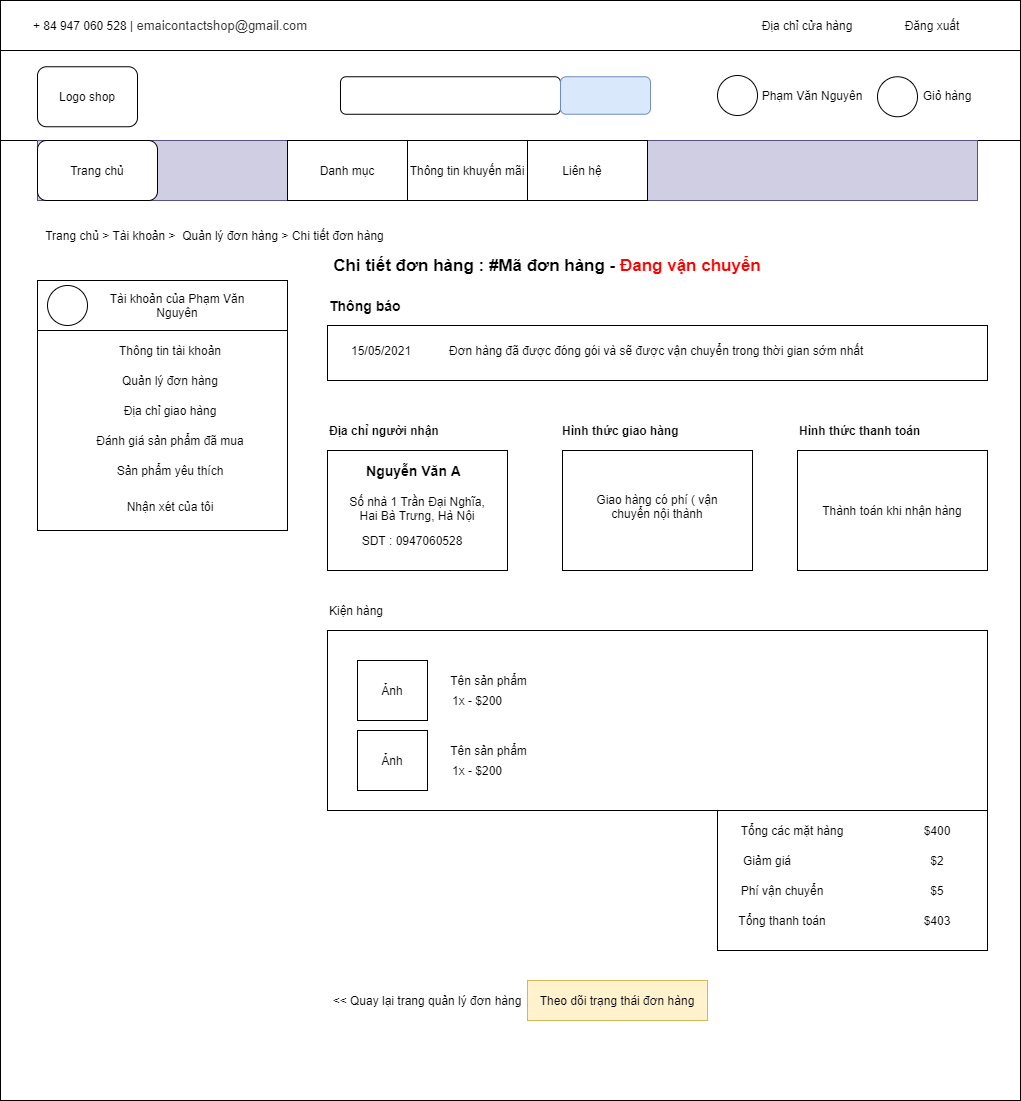 + 84 947 060 528 | emaicontactshop@gmail.com
Địa chỉ cửa hàng
Đăng xuất
Logo shop
Phạm Văn Nguyên
Giỏ hàng
Trang chủ
Danh mục
Thông tin khuyến mãi
Liên hệ
Trang chủ > Tài khoản > Quản lý đơn hàng > Chi tiết đơn hàng
Chi tiết đơn hàng : #Mã đơn hàng - Đang vận chuyển
Tài khoản của Phạm Văn
Nguyên
Thông tin tài khoản
Quản lý đơn hàng
Địa chỉ giao hàng
Đánh giá sản phẩm đã mua
Sản phẩm yêu thích
Nhận xét của tôi
Thông báo
15/05/2021
Đơn hàng đã được đóng gói và sẽ được vận chuyển trong thời gian sớm nhất
Địa chỉ người nhận
Nguyễn Văn A
Số nhà 1 Trần Đại Nghĩa,
Hai Bà Trưng, Hà Nội
SDT : 0947060528
Hình thức giao hàng
Giao hàng có phí ( vận
chuyển nội thành
Hình thức thanh toán
Thành toán khi nhận hàng
Kiện hàng
Ảnh
Tên sản phẩm
1x - $200
Ảnh
Tên sản phẩm
1x - $200
Tổng các mặt hàng $400
Giảm giá $2
Phí vận chuyển $5
Tổng thanh toán $403
<< Quay lại trang quản lý đơn hàng
Theo dõi trạng thái đơn hàng